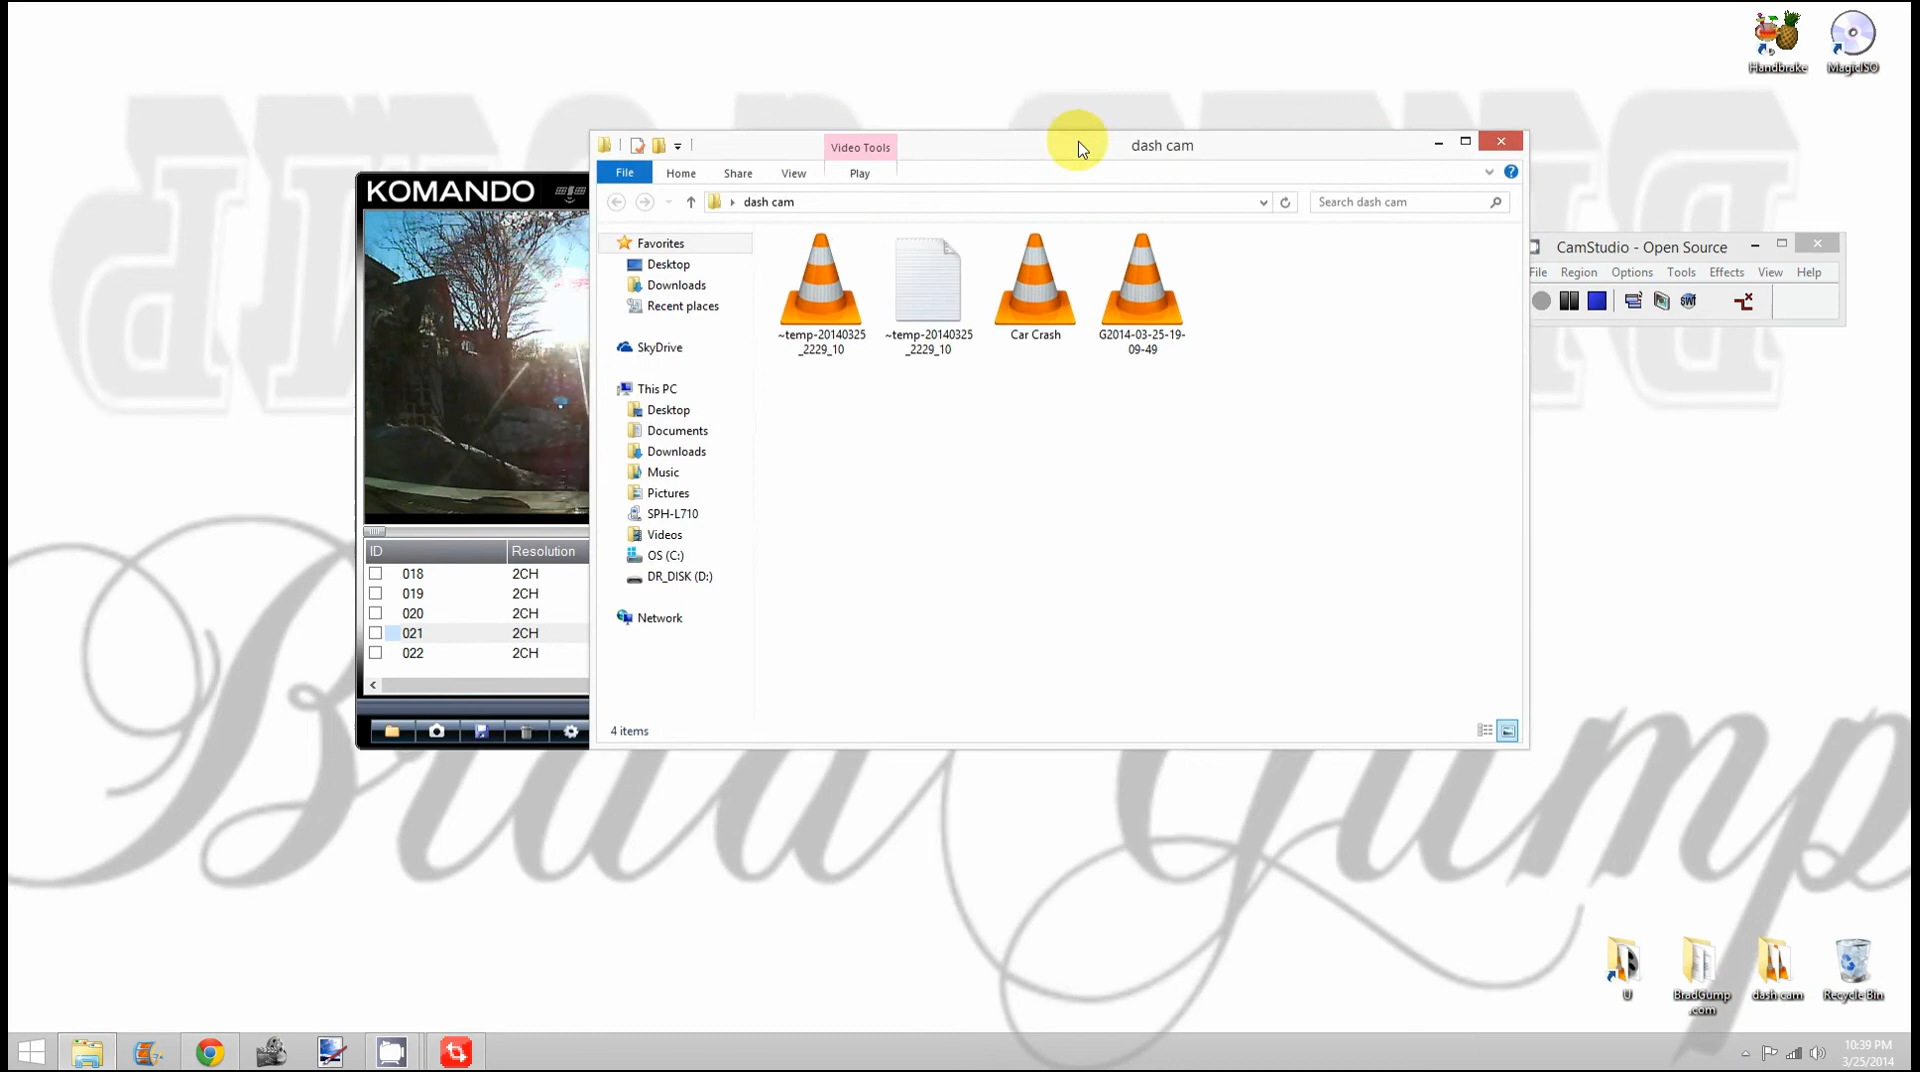 Handbrake
MagicISO
dash cam
Video Tools
File
Home
Share
View
Play
dash cam
Search dash cam
Favorites
Desktop
Downloads
Recent places
SkyDrive
This PC
Desktop
Documents
Downloads
Music
Pictures
SPH-L710
Videos
OS (C:)
DR_DISK (D:)
Network
~temp-20140325
_2229_10
~temp-20140325
_2229_10
Car Crash
G2014-03-25-19-
09-49
4 items
KOMANDO
ID Resolution
018 2CH
019 2CH
020 2CH
021 2CH
022 2CH
CamStudio - Open Source
File Region Options Tools Effects View Help
SWF
Brad Gump
U
BradGump
.com
dash cam
Recycle Bin
10:39 PM
3/25/2014